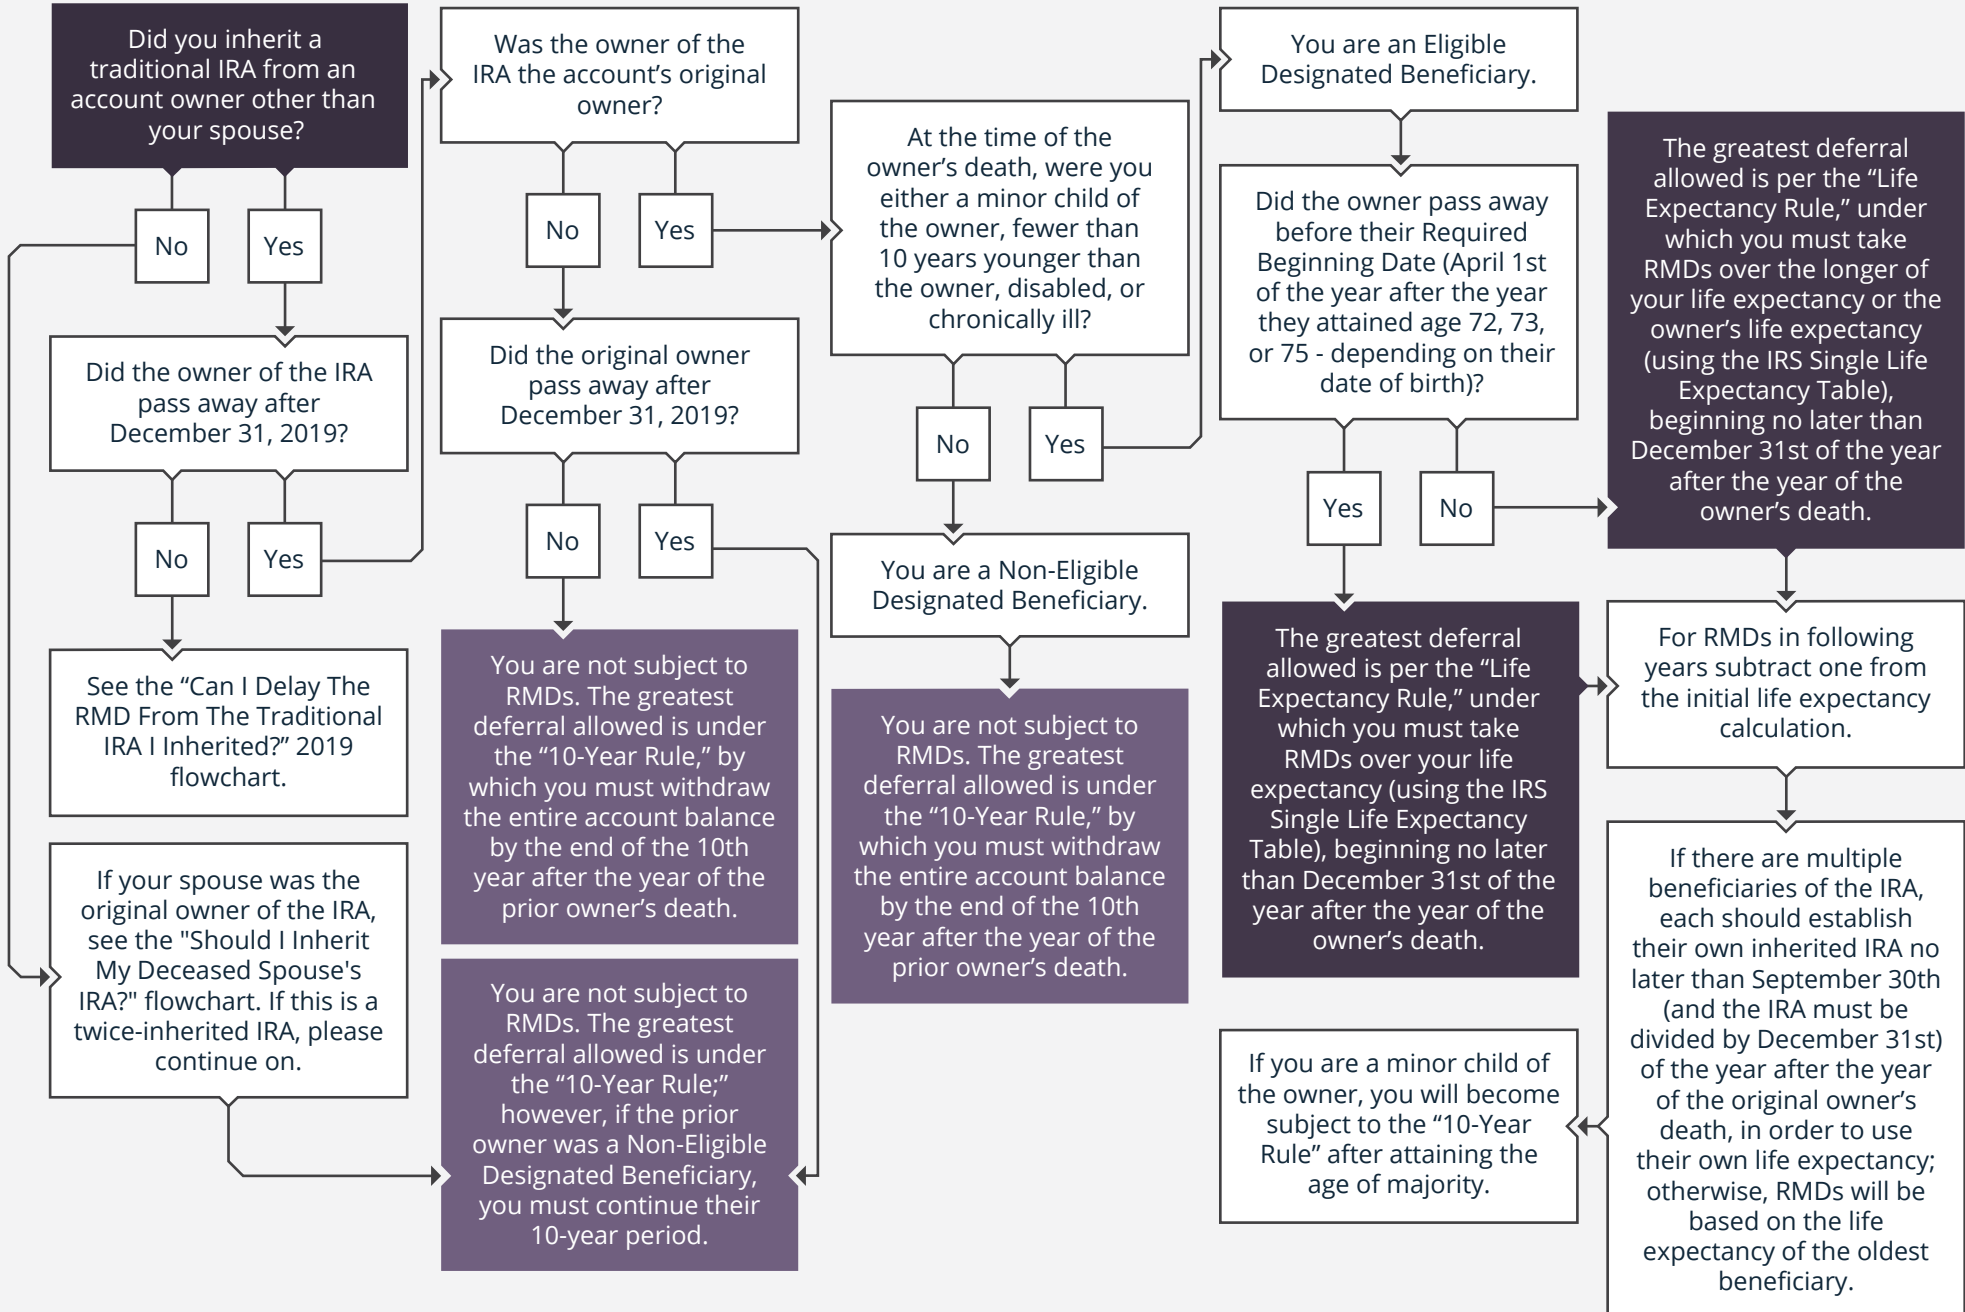 Did you inherit a
traditional IRA from an
account owner other than
your spouse?
No
Yes
Did the owner of the IRA
pass away after
December 31, 2019?
No
Yes
See the “Can I Delay The
RMD From The Traditional
IRA I Inherited?” 2019
flowchart.
If your spouse was the
original owner of the IRA,
see the "Should I Inherit
My Deceased Spouse's
IRA?" flowchart. If this is a
twice-inherited IRA, please
continue on.
Was the owner of the
IRA the account’s original
owner?
No
Yes
Did the original owner
pass away after
December 31, 2019?
No
Yes
You are not subject to
RMDs. The greatest
deferral allowed is under
the “10-Year Rule,” by
which you must withdraw
the entire account balance
by the end of the 10th
year after the year of the
prior owner’s death.
You are not subject to
RMDs. The greatest
deferral allowed is under
the “10-Year Rule;”
however, if the prior
owner was a Non-Eligible
Designated Beneficiary,
you must continue their
10-year period.
At the time of the
owner’s death, were you
either a minor child of
the owner, fewer than
10 years younger than
the owner, disabled, or
chronically ill?
No
Yes
You are a Non-Eligible
Designated Beneficiary.
You are not subject to
RMDs. The greatest
deferral allowed is under
the “10-Year Rule,” by
which you must withdraw
the entire account balance
by the end of the 10th
year after the year of the
prior owner’s death.
You are an Eligible
Designated Beneficiary.
Did the owner pass away
before their Required
Beginning Date (April 1st
of the year after the year
they attained age 72, 73,
or 75 - depending on their
date of birth)?
Yes
No
The greatest deferral
allowed is per the “Life
Expectancy Rule,” under
which you must take
RMDs over your life
expectancy (using the IRS
Single Life Expectancy
Table), beginning no later
than December 31st of the
year after the year of the
owner’s death.
The greatest deferral
allowed is per the “Life
Expectancy Rule,” under
which you must take
RMDs over the longer of
your life expectancy or the
owner’s life expectancy
(using the IRS Single Life
Expectancy Table),
beginning no later than
December 31st of the year
after the year of the
owner’s death.
For RMDs in following
years subtract one from
the initial life expectancy
calculation.
If there are multiple
beneficiaries of the IRA,
each should establish
their own inherited IRA no
later than September 30th
(and the IRA must be
divided by December 31st)
of the year after the year
of the original owner’s
death, in order to use
their own life expectancy;
otherwise, RMDs will be
based on the life
expectancy of the oldest
beneficiary.
If you are a minor child of
the owner, you will become
subject to the “10-Year
Rule” after attaining the
age of majority.